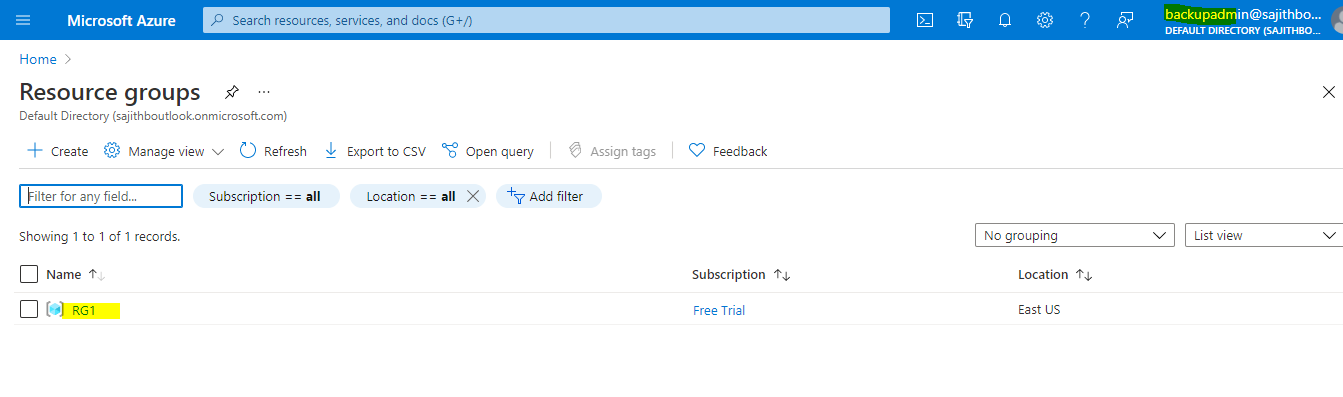 Microsoft Azure
Search resources, services, and docs (G+/)
backupadmin@sajithbo...
DEFAULT DIRECTORY (SAJITHBO...
Home
Resource groups
Default Directory (sajithboutlook.onmicrosoft.com)
Create
Manage view
Refresh
Export to CSV
Open query
Assign tags
Feedback
Filter for any field...
Subscription == all
Location == all
Add filter
Showing 1 to 1 of 1 records.
No grouping
List view
Name
Subscription
Location
RG1
Free Trial
East US